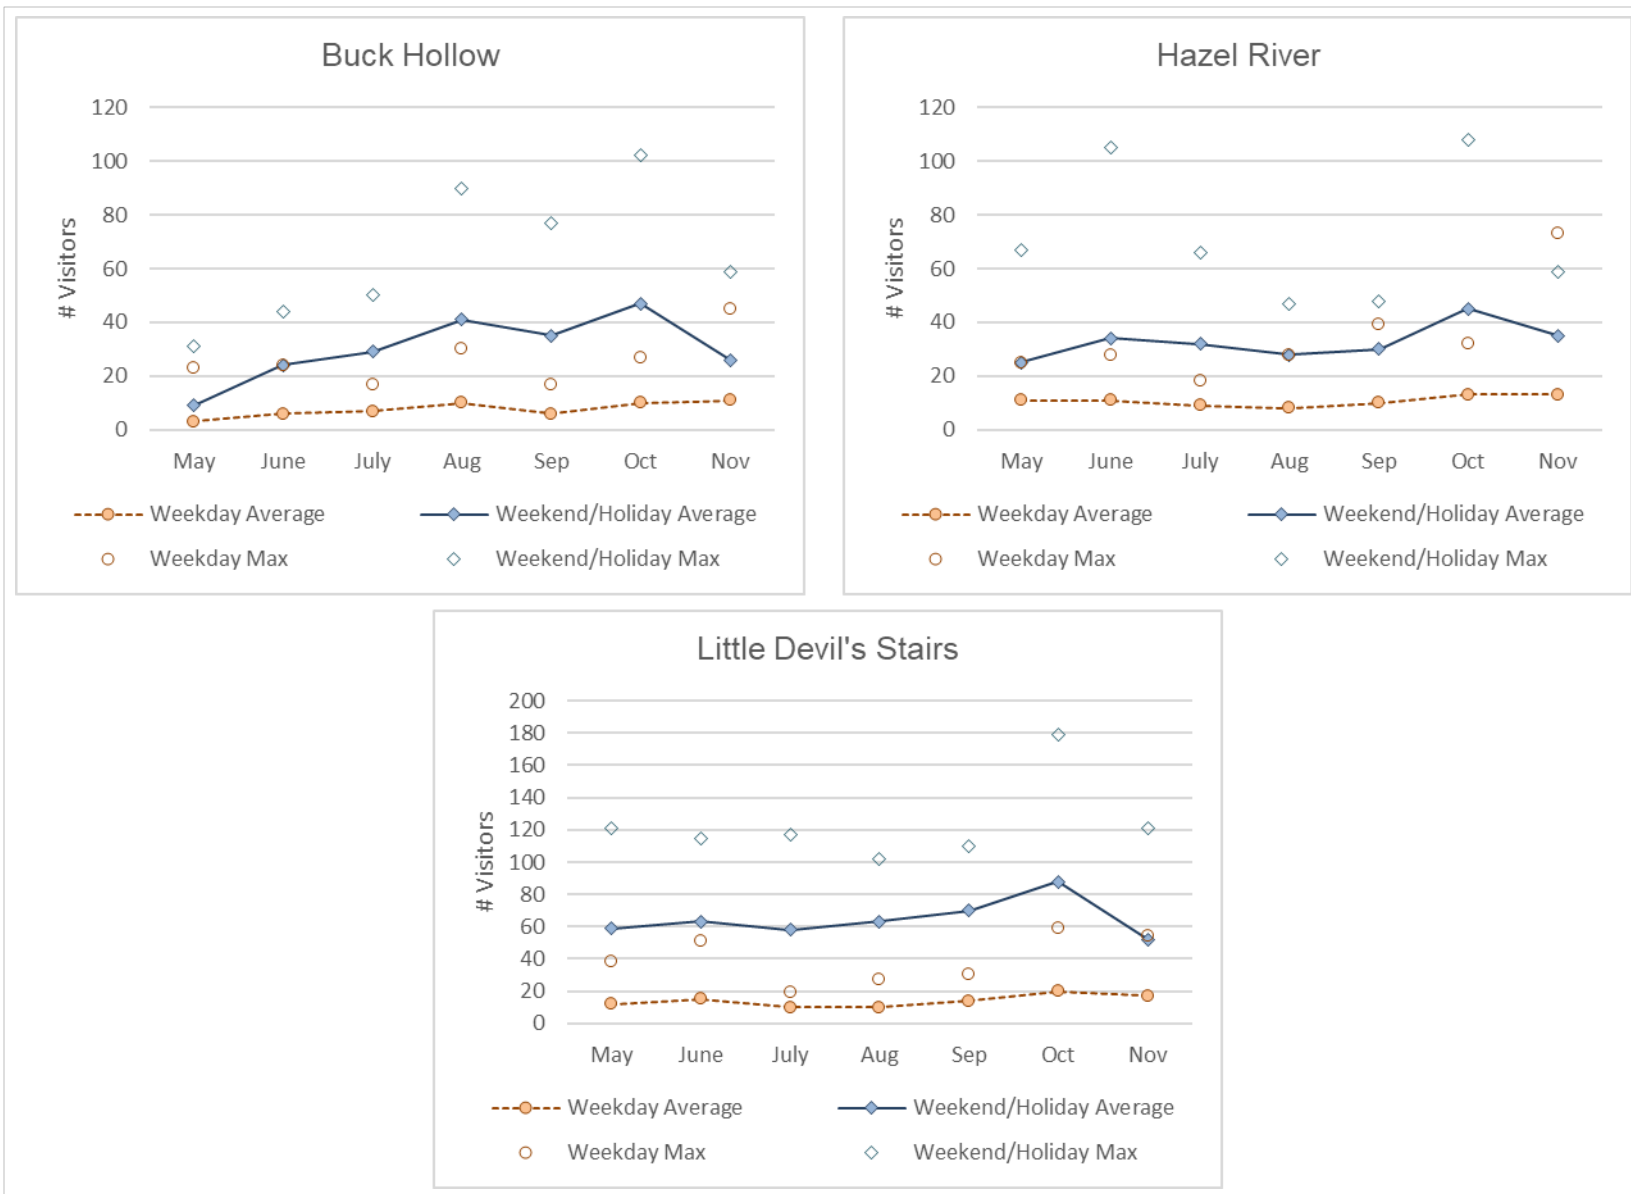 Buck Hollow
120
100
80
60
40
20
0
# Visitors
May June July Aug Sep Oct Nov
Weekday Average Weekend/Holiday Average
Weekday Max Weekend/Holiday Max
Hazel River
120
100
80
60
40
20
0
# Visitors
May June July Aug Sep Oct Nov
Weekday Average Weekend/Holiday Average
Weekday Max Weekend/Holiday Max
Little Devil's Stairs
200
180
160
140
120
100
80
60
40
20
0
# Visitors
May June July Aug Sep Oct Nov
Weekday Average Weekend/Holiday Average
Weekday Max Weekend/Holiday Max